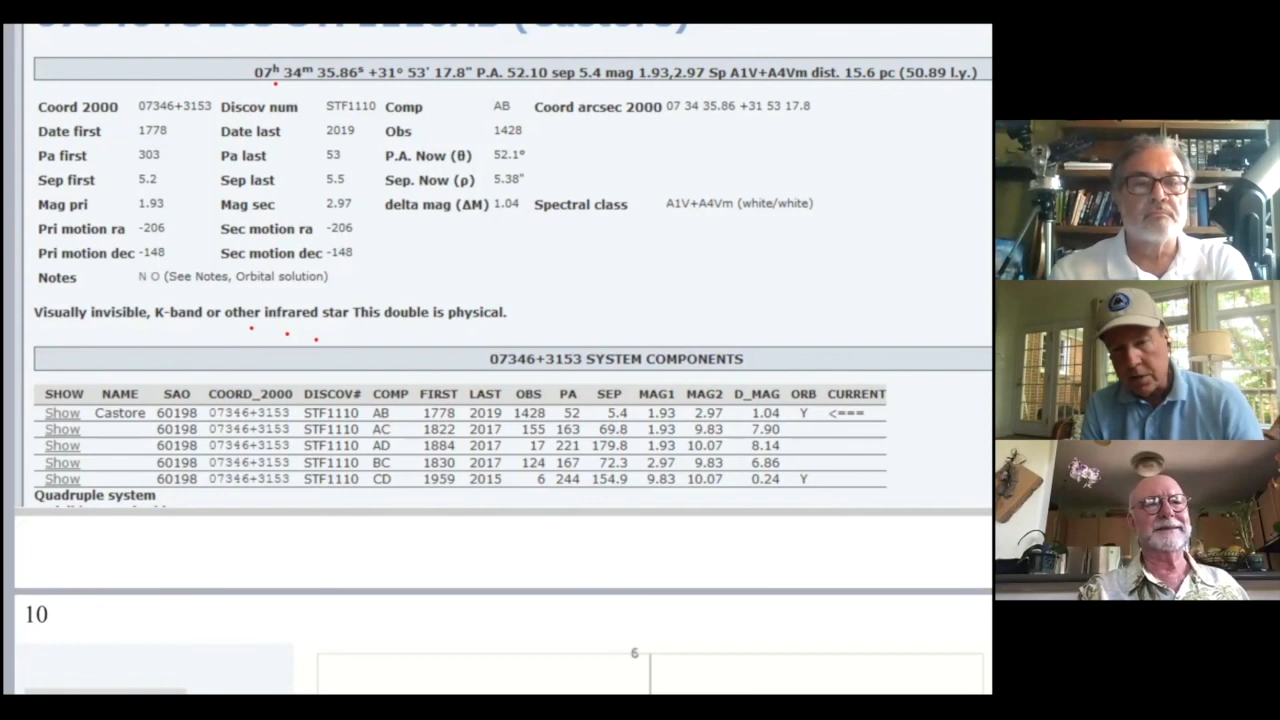 07ʰ 34ᵐ 35.86ˢ +31° 53' 17.8" P.A. 52.10 sep 5.4 mag 1.93,2.97 Sp A1V+A4Vm dist. 15.6 pc (50.89 l.y.)
Coord 2000 07346+3153 Discov num STF1110 Comp AB Coord arcsec 2000 07 34 35.86 +31 53 17.8
Date first 1778 Date last 2019 Obs 1428
Pa first 303 Pa last 53 P.A. Now (θ) 52.1°
Sep first 5.2 Sep last 5.5 Sep. Now (ρ) 5.38"
Mag pri 1.93 Mag sec 2.97 delta mag (ΔM) 1.04 Spectral class A1V+A4Vm (white/white)
Pri motion ra -206 Sec motion ra -206
Pri motion dec -148 Sec motion dec -148
Notes N O (See Notes, Orbital solution)
Visually invisible, K-band or other infrared star This double is physical.
07346+3153 SYSTEM COMPONENTS
SHOW NAME SAO COORD_2000 DISCOV# COMP FIRST LAST OBS PA SEP MAG1 MAG2 D_MAG ORB CURRENT
Show Castore 60198 07346+3153 STF1110 AB 1778 2019 1428 52 5.4 1.93 2.97 1.04 Y <===
Show 60198 07346+3153 STF1110 AC 1822 2017 155 163 69.8 1.93 9.83 7.90
Show 60198 07346+3153 STF1110 AD 1884 2017 17 221 179.8 1.93 10.07 8.14
Show 60198 07346+3153 STF1110 BC 1830 2017 124 167 72.3 2.97 9.83 6.86
Show 60198 07346+3153 STF1110 CD 1959 2015 6 244 154.9 9.83 10.07 0.24 Y
Quadruple system
10
6